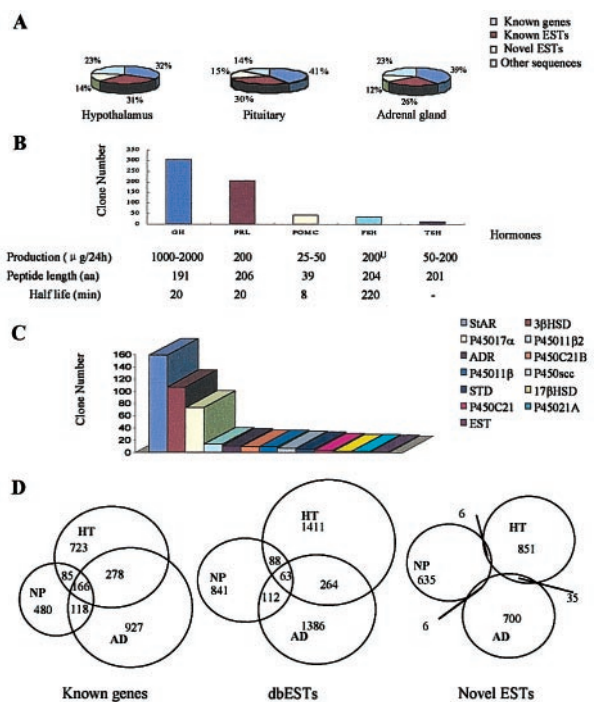 A
Known genes
Known ESTs
Novel ESTs
Other sequences
23% 32% 14% 31%
Hypothalamus
14% 15% 41% 30%
Pituitary
23% 39% 12% 26%
Adrenal gland
B
Clone Number
350
300
250
200
150
100
50
0
GH PRL POMC FSH TSH
Hormones
Production ( μ g/24h) 1000-2000 200 25-50 200U 50-200
Peptide length (aa) 191 206 39 204 201
Half life (min) 20 20 8 220 -
C
Clone Number
160
140
120
100
80
60
40
20
0
StAR 3βHSD
P45017α P45011β2
ADR P450C21B
P45011β P450scc
STD 17βHSD
P450C21 P45021A
EST
D
HT
723
85 166 278
NP
480 118
927
AD
Known genes
HT
1411
88
NP 63 264
841 112
1386
AD
dbESTs
6
HT
851
NP
635
35
700
6 AD
Novel ESTs